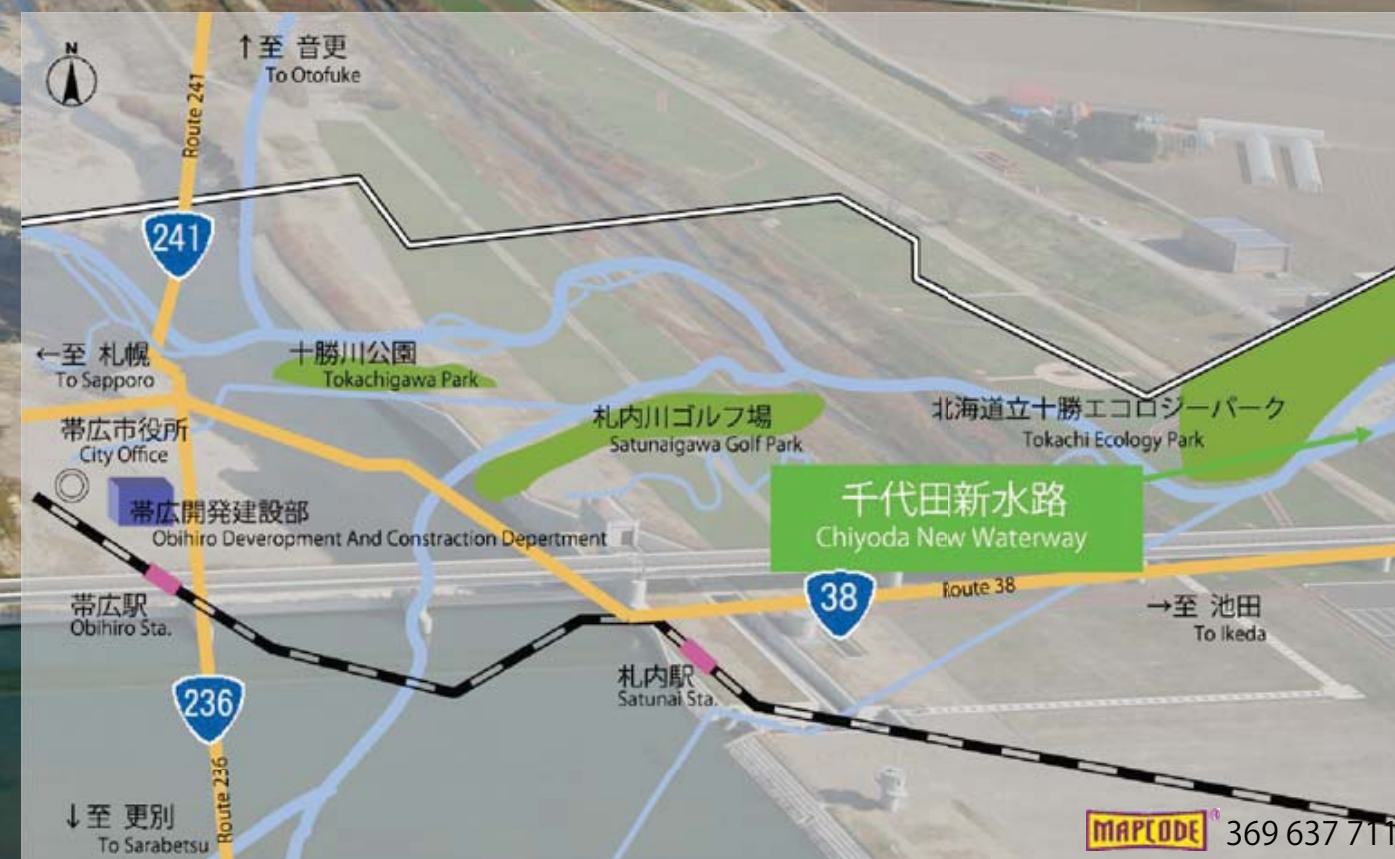 N
↑至 音更
To Otofuke
Route 241
241
←至 札幌
To Sapporo
十勝川公園
Tokachigawa Park
帯広市役所
City Office
札内川ゴルフ場
Satunaigawa Golf Park
北海道立十勝エコロジーパーク
Tokachi Ecology Park
千代田新水路
Chiyoda New Waterway
帯広開発建設部
Obihiro Deveropment And Constraction Depertment
38
Route 38
→至 池田
To Ikeda
帯広駅
Obihiro Sta.
札内駅
Satunai Sta.
236
Route 236
↓至 更別
To Sarabetsu
MAPCODE® 369 637 711